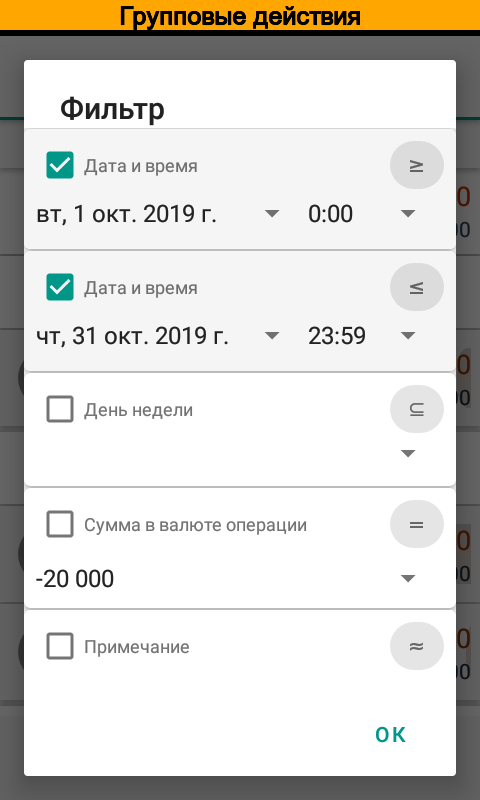 Групповые действия
Фильтр
Дата и время ≥
вт, 1 окт. 2019 г. 0:00
Дата и время ≤
чт, 31 окт. 2019 г. 23:59
День недели ⊆
Сумма в валюте операции =
-20 000
Примечание ≈
ОК